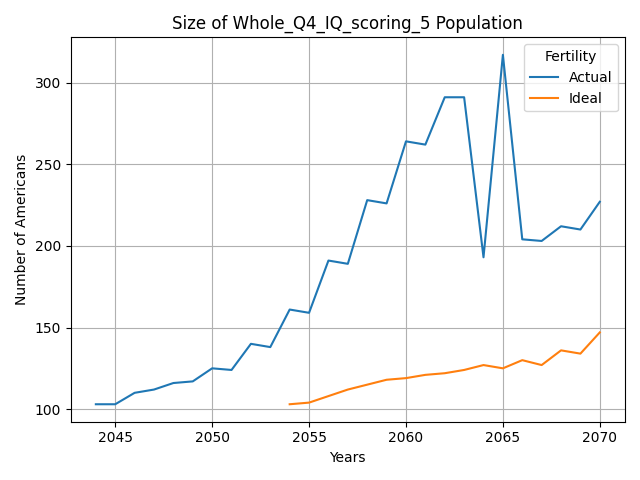 Size of Whole_Q4_IQ_scoring_5 Population
Fertility
Actual
Ideal
300
250
200
150
100
Number of Americans
2045 2050 2055 2060 2065 2070
Years